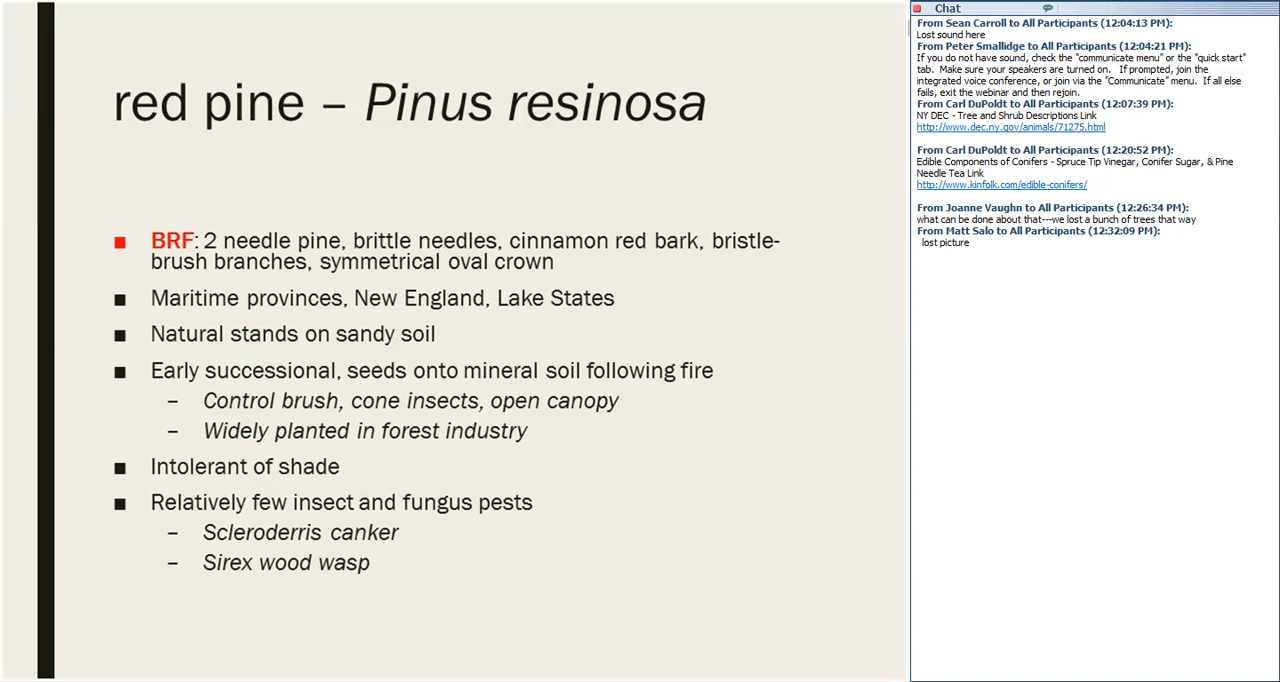 red pine – Pinus resinosa
■ BRF: 2 needle pine, brittle needles, cinnamon red bark, bristle-
brush branches, symmetrical oval crown
■ Maritime provinces, New England, Lake States
■ Natural stands on sandy soil
■ Early successional, seeds onto mineral soil following fire
– Control brush, cone insects, open canopy
– Widely planted in forest industry
■ Intolerant of shade
■ Relatively few insect and fungus pests
– Scleroderris canker
– Sirex wood wasp
Chat
From Sean Carroll to All Participants (12:04:13 PM):
Lost sound here
From Peter Smallidge to All Participants (12:04:21 PM):
If you do not have sound, check the "communicate menu" or the "quick start"
tab.  Make sure your speakers are turned on.   If prompted, join the
integrated voice conference, or join via the "Communicate" menu.  If all else
fails, exit the webinar and then rejoin.
From Carl DuPoldt to All Participants (12:07:39 PM):
NY DEC - Tree and Shrub Descriptions Link
http://www.dec.ny.gov/animals/71275.html
From Carl DuPoldt to All Participants (12:20:52 PM):
Edible Components of Conifers - Spruce Tip Vinegar, Conifer Sugar, & Pine
Needle Tea Link
http://www.kinfolk.com/edible-conifers/
From Joanne Vaughn to All Participants (12:26:34 PM):
what can be done about that---we lost a bunch of trees that way
From Matt Salo to All Participants (12:32:09 PM):
lost picture